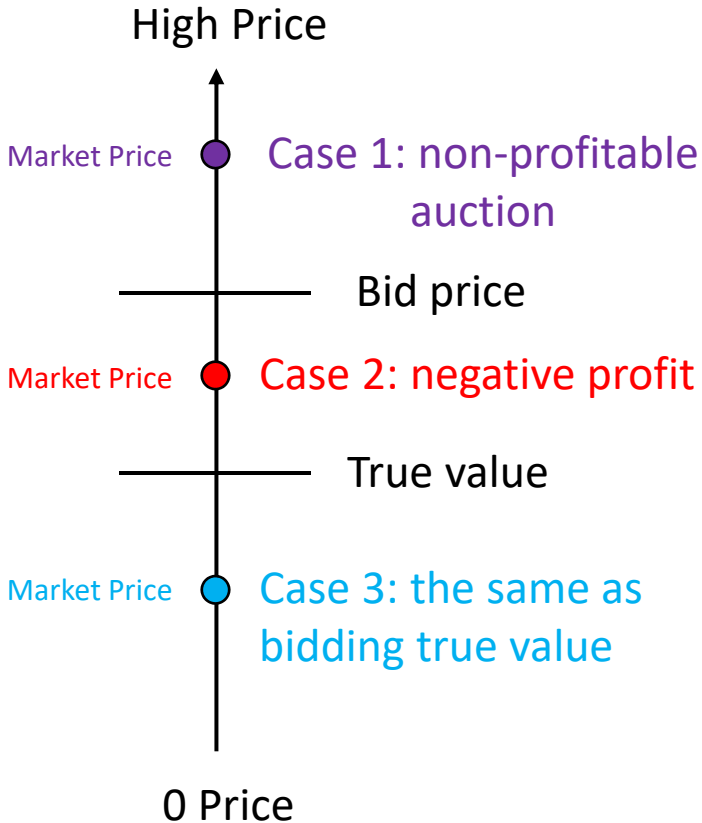 High Price
Market Price
Case 1: non-profitable
auction
Bid price
Market Price
Case 2: negative profit
True value
Market Price
Case 3: the same as
bidding true value
0 Price